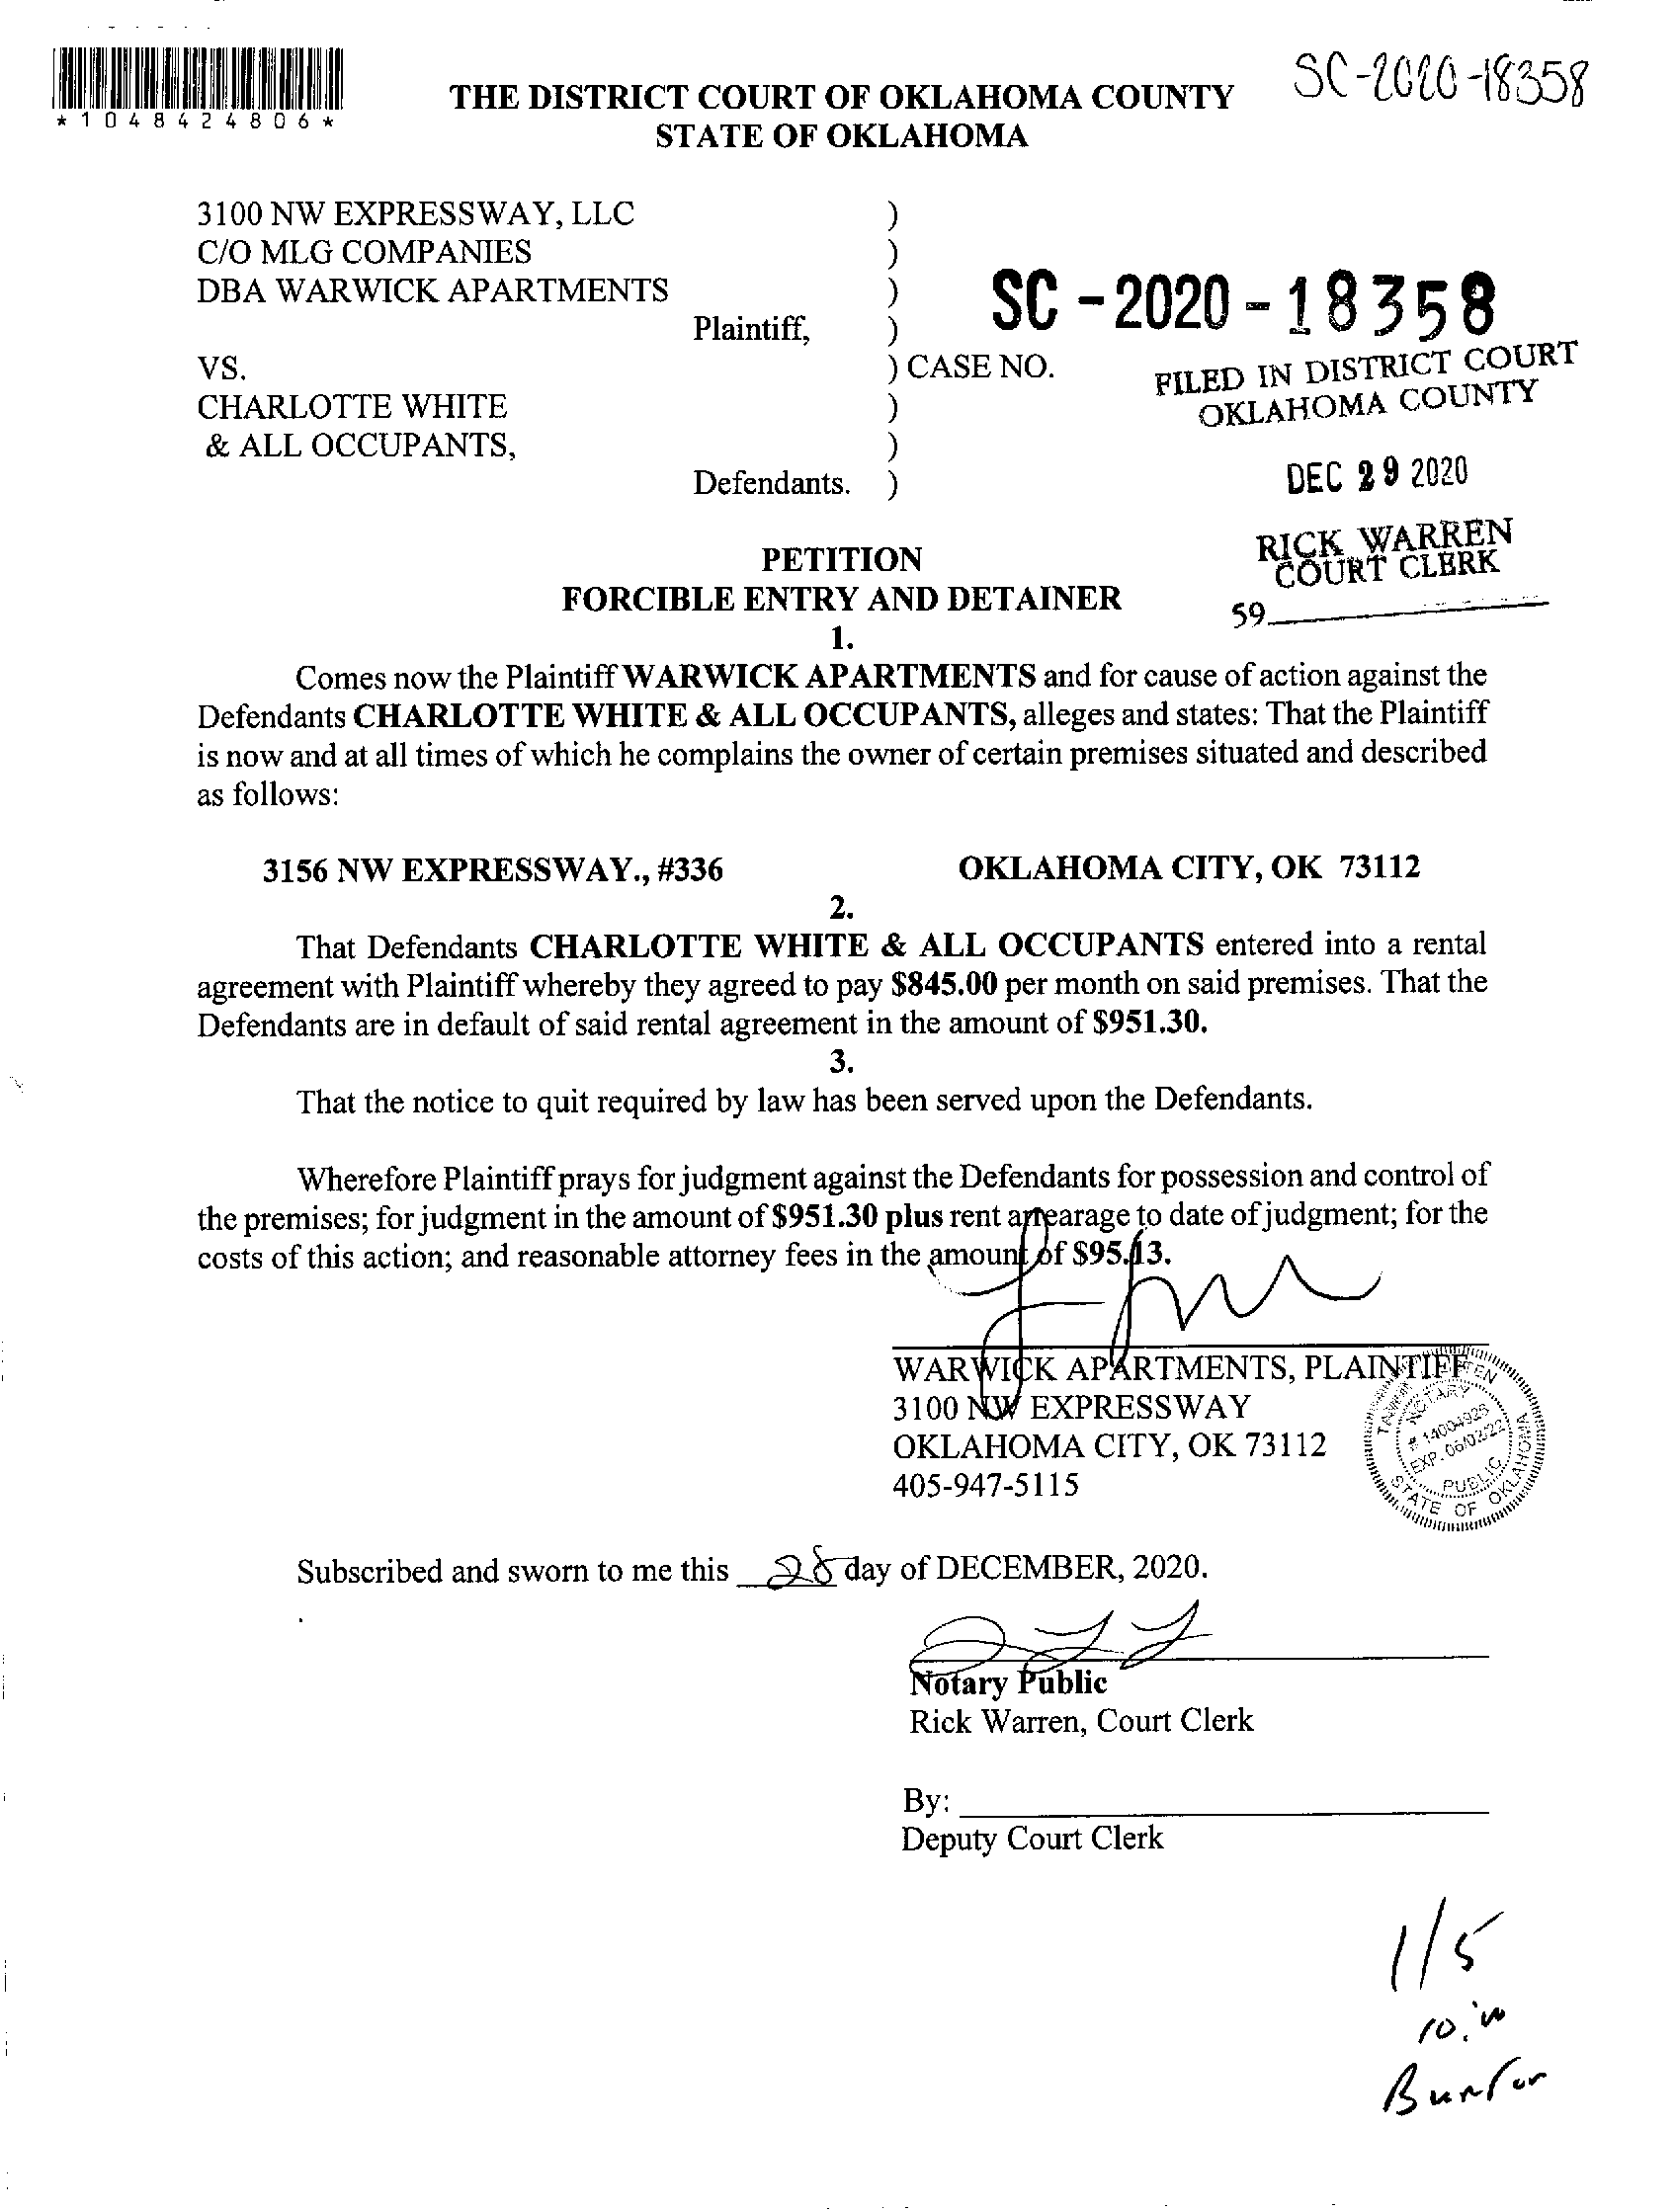 *1048424806*
SC-2020-18358
THE DISTRICT COURT OF OKLAHOMA COUNTY
STATE OF OKLAHOMA
3100 NW EXPRESSWAY, LLC )
C/O MLG COMPANIES )
DBA WARWICK APARTMENTS )
SC-2020-18358
Plaintiff, )
VS. ) CASE NO.
FILED IN DISTRICT COURT
OKLAHOMA COUNTY
CHARLOTTE WHITE )
& ALL OCCUPANTS, )
DEC 29 2020
Defendants. )
RICK WARREN
COURT CLERK
59
PETITION
FORCIBLE ENTRY AND DETAINER
1.
Comes now the Plaintiff WARWICK APARTMENTS and for cause of action against the
Defendants CHARLOTTE WHITE & ALL OCCUPANTS, alleges and states: That the Plaintiff
is now and at all times of which he complains the owner of certain premises situated and described
as follows:
3156 NW EXPRESSWAY., #336 OKLAHOMA CITY, OK 73112
2.
That Defendants CHARLOTTE WHITE & ALL OCCUPANTS entered into a rental
agreement with Plaintiff whereby they agreed to pay $845.00 per month on said premises. That the
Defendants are in default of said rental agreement in the amount of $951.30.
3.
That the notice to quit required by law has been served upon the Defendants.
Wherefore Plaintiff prays for judgment against the Defendants for possession and control of
the premises; for judgment in the amount of $951.30 plus rent arrearage to date of judgment; for the
costs of this action; and reasonable attorney fees in the amount of $95.13.
WARWICK APARTMENTS, PLAINTIFF
3100 NW EXPRESSWAY
OKLAHOMA CITY, OK 73112
405-947-5115
NOTARY
# 14004926
EXP. 06/02/22
PUBLIC
STATE OF OKLAHOMA
Subscribed and sworn to me this 28 day of DECEMBER, 2020.
Notary Public
Rick Warren, Court Clerk
By:
Deputy Court Clerk
1/5